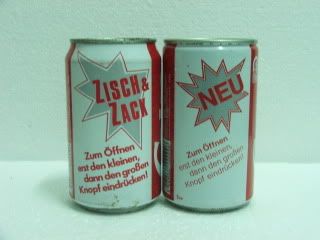 ZISCH &
ZACK
Zum Öffnen
erst den kleinen,
dann den großen
Knopf eindrücken!
NEU
Zum Öffnen
erst den kleinen,
dann den großen
Knopf eindrücken!